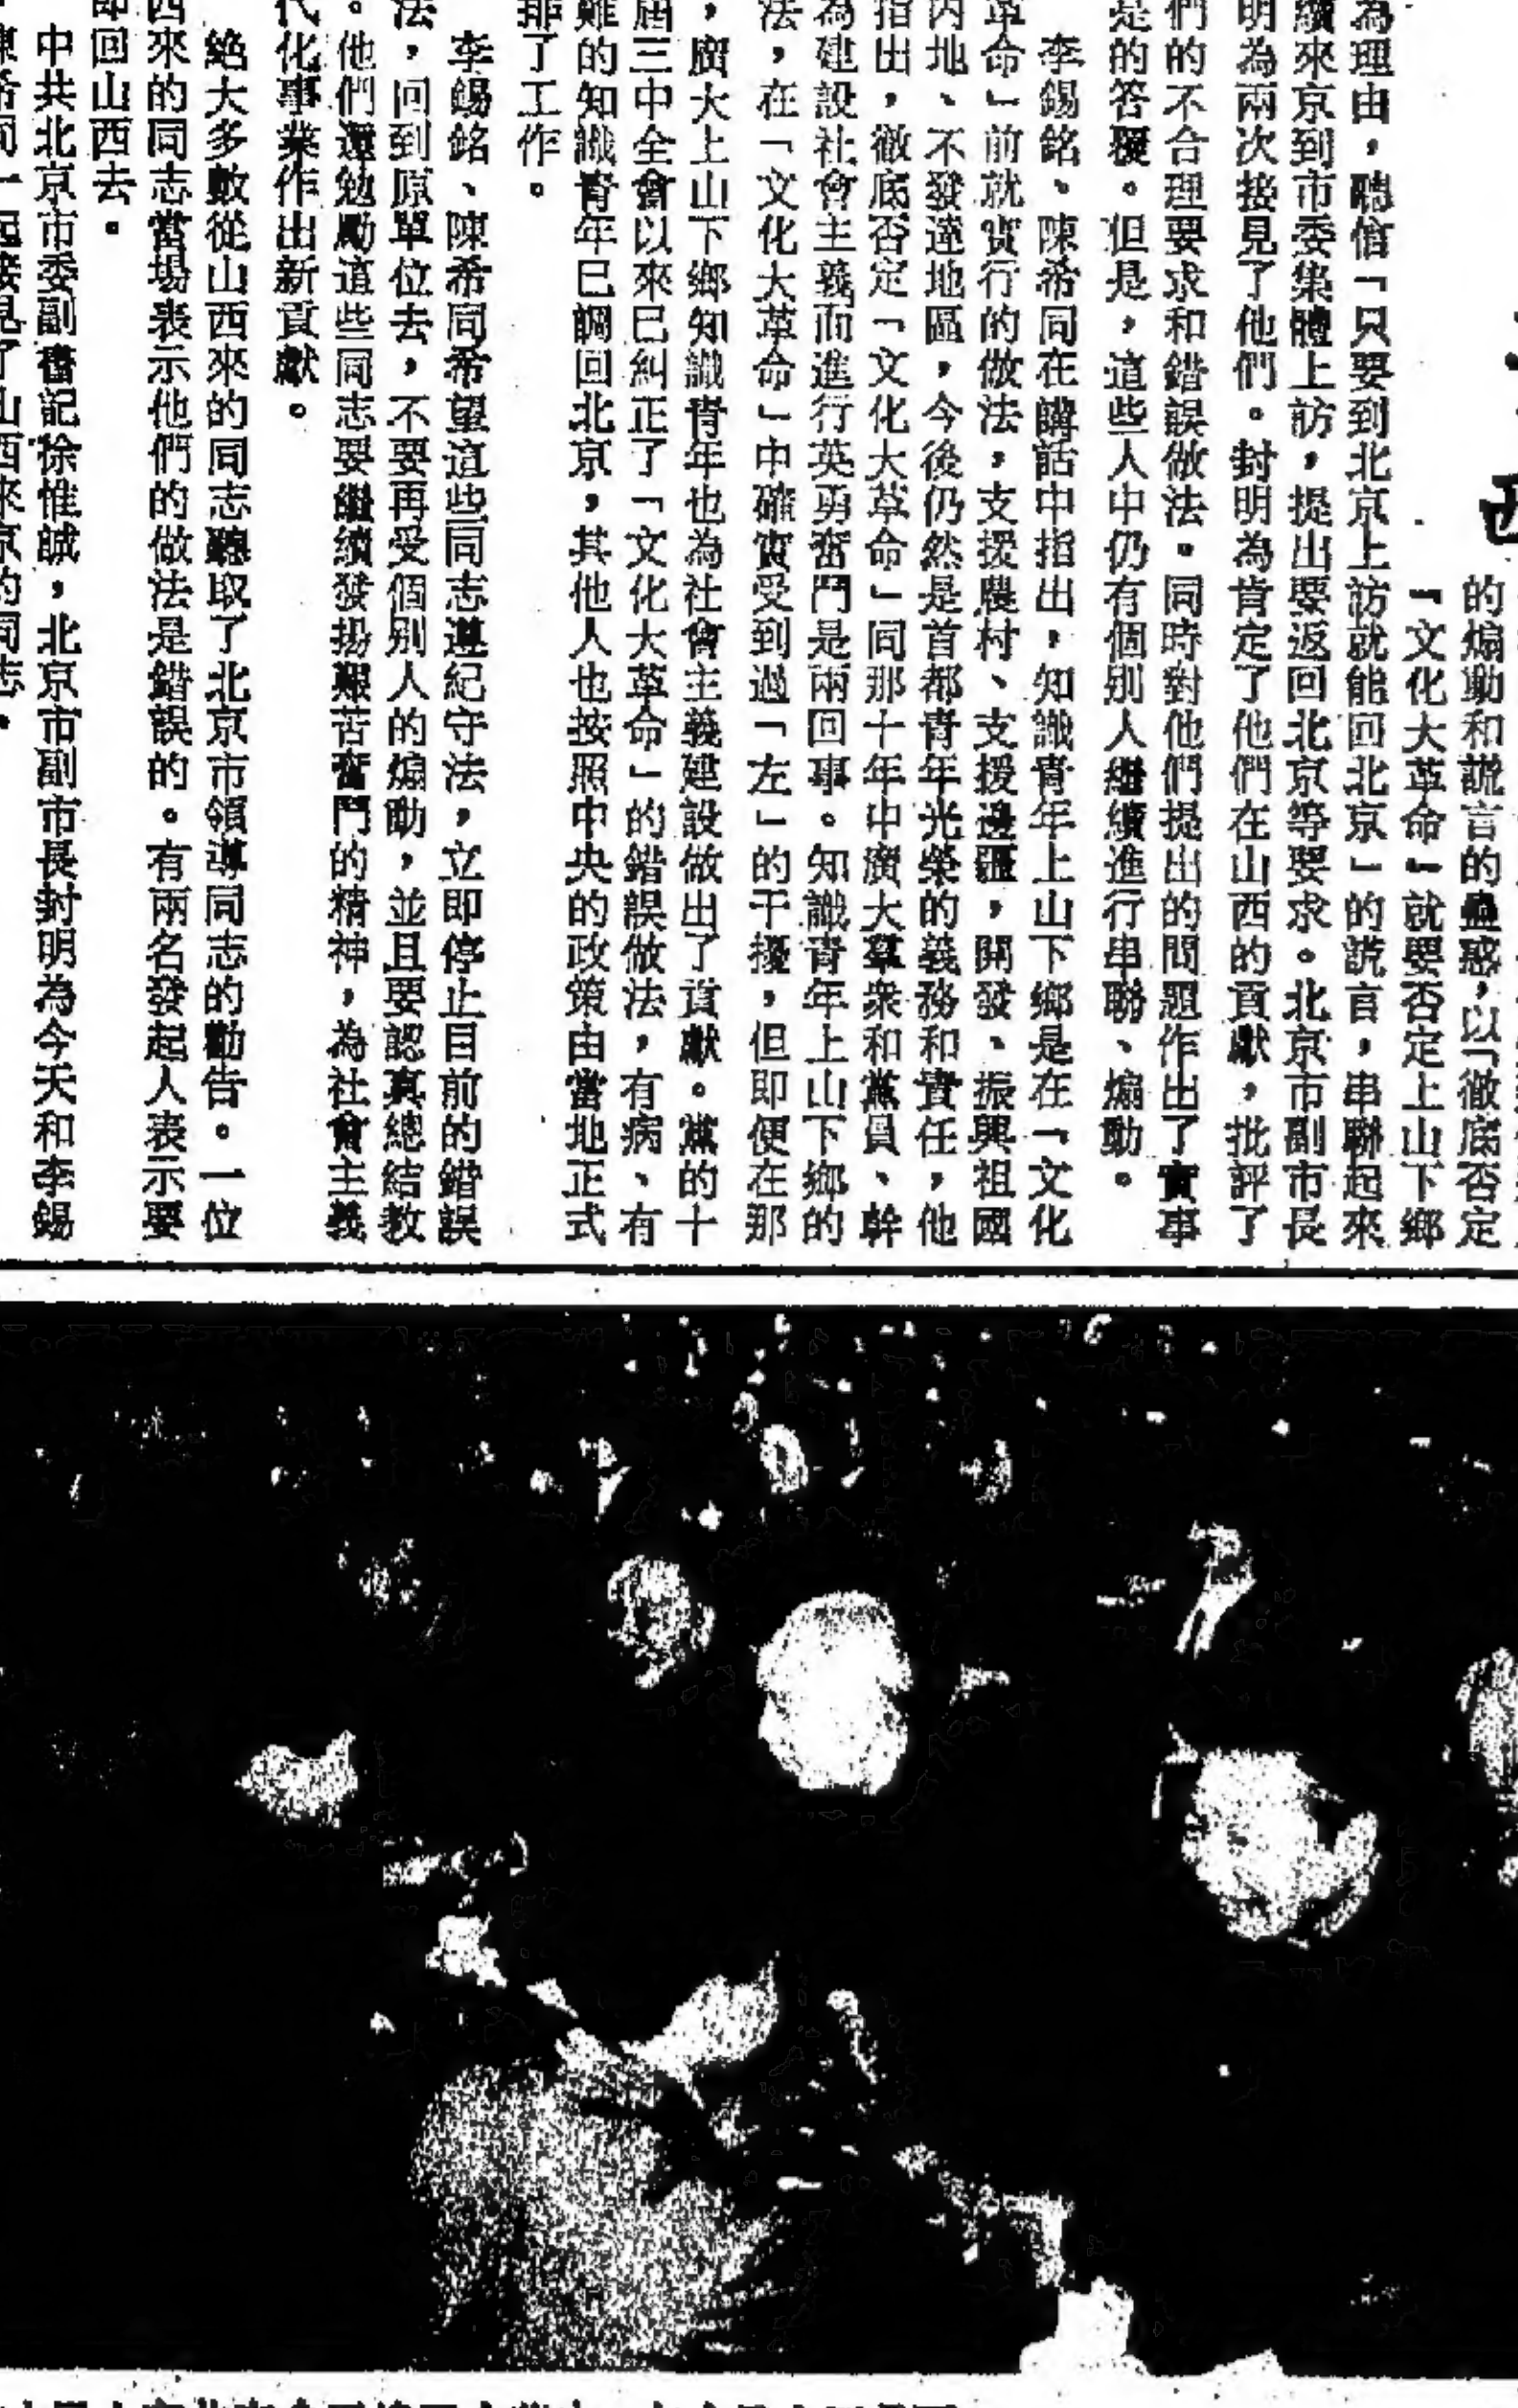 的煽動和謊言的蠱惑，以「徹底否定
「文化大革命」就要否定上山下鄉
為理由，聽信「只要到北京上訪就能回北京」的謊言，串聯起來
續來京到市委集體上訪，提出要返回北京等要求。北京市副市長
明為兩次接見了他們。封明為肯定了他們在山西的貢獻，批評了
們的不合理要求和錯誤做法。同時對他們提出的問題作出了實事
是的答覆。但是，這些人中仍有個別人繼續進行串聯、煽動。
李錫銘、陳希同在講話中指出，知識青年上山下鄉是在「文化
革命」前就實行的做法，支援農村、支援邊疆，開發、振興祖國
內地、不發達地區，今後仍然是首都青年光榮的義務和責任，他
指出，徹底否定「文化大革命」同那十年中廣大羣衆和黨員、幹
為建設社會主義而進行英勇奮鬥是兩回事。知識青年上山下鄉的
法，在「文化大革命」中確實受到過「左」的干擾，但即便在那
，廣大上山下鄉知識青年也為社會主義建設做出了貢獻。黨的十
屆三中全會以來已糾正了「文化大革命」的錯誤做法，有病、有
難的知識青年已調回北京，其他人也按照中央的政策由當地正式
排了工作。
李錫銘、陳希同希望這些同志遵紀守法，立即停止目前的錯誤
法，回到原單位去，不要再受個別人的煽動，並且要認真總結教
。他們還勉勵這些同志要繼續發揚艱苦奮鬥的精神，為社會主義
代化事業作出新貢獻。
絕大多數從山西來的同志聽取了北京市領導同志的勸告。一位
西來的同志當場表示他們的做法是錯誤的。有兩名發起人表示要
即回山西去。
中共北京市委副書記徐惟誠，北京市副市長封明為今天和李錫
、陳希同一起接見了山西來京的同志。